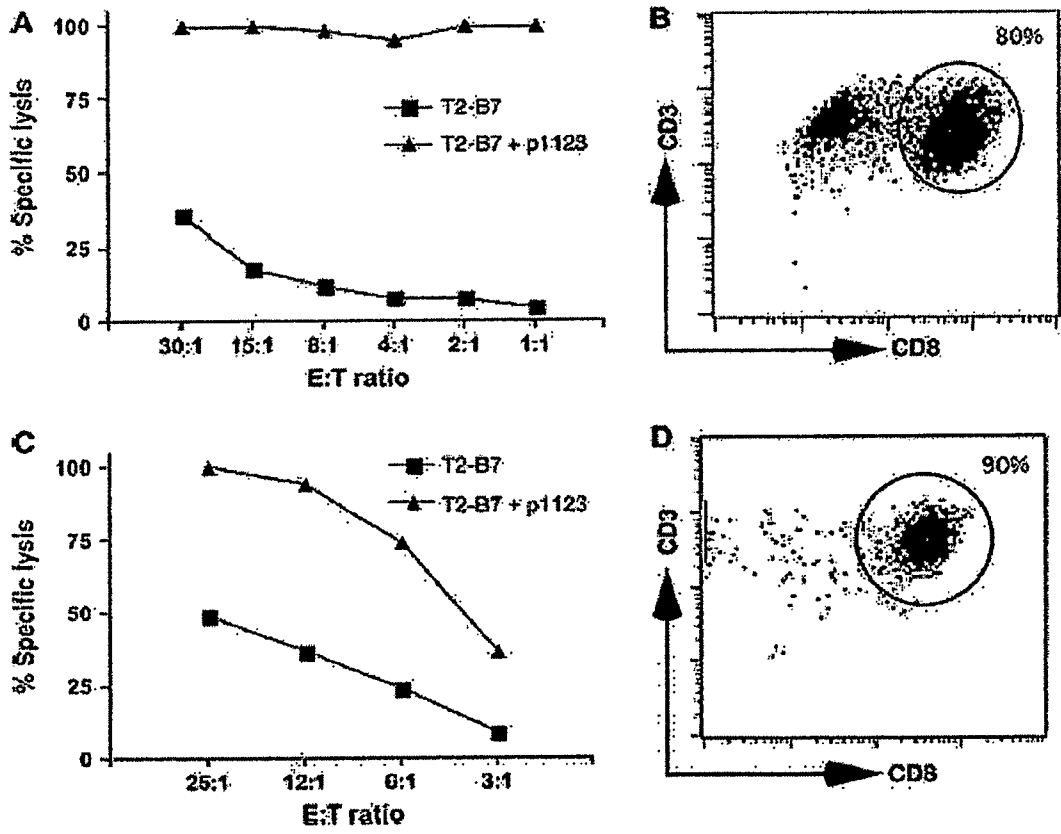 A
% Specific lysis
100
75
50
25
0
T2-B7
T2-B7 + p1123
30:1
15:1
8:1
4:1
2:1
1:1
E:T ratio
B
80%
CD3
CD8
C
% Specific lysis
100
75
50
25
0
T2-B7
T2-B7 + p1123
25:1
12:1
6:1
3:1
E:T ratio
D
90%
CD3
CD8